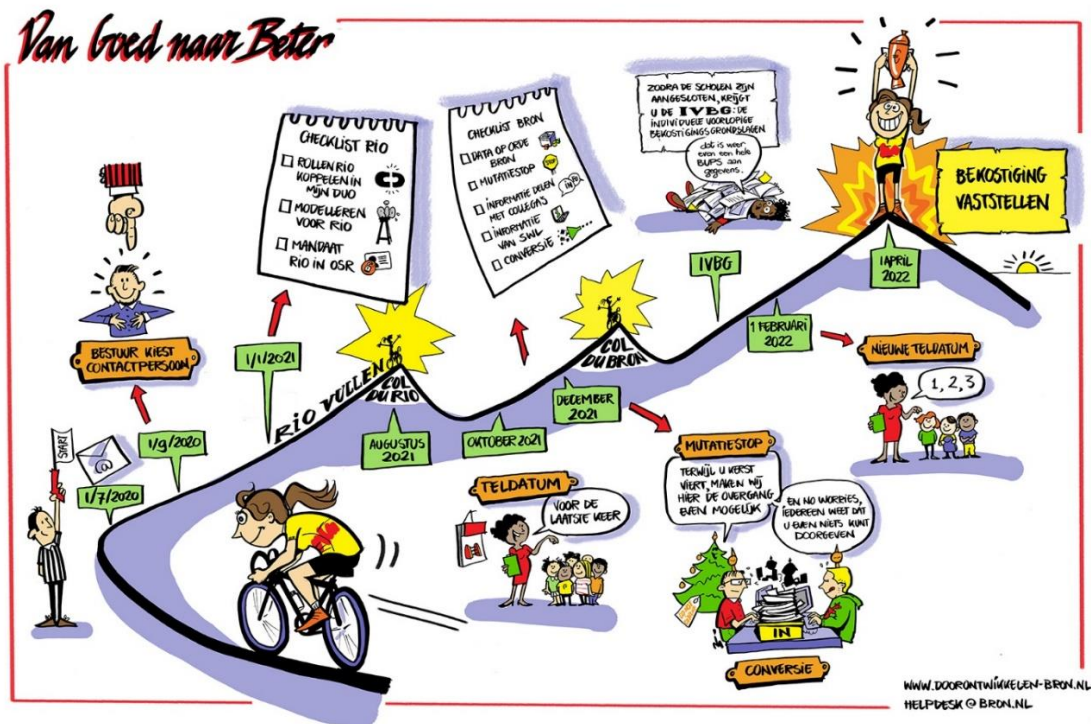 Van Goed naar Beter
START
@
1/7/2020
1/9/2020
BESTUUR KIEST
CONTACTPERSOON
1/1/2021
CHECKLIST RIO
ROLLEN RIO
KOPPELEN IN
MIJN DUO
MODELLEREN
VOOR RIO
MANDAAT
RIO IN OSR
RIO VULLEN
COL
DU RIO
AUGUSTUS
2021
CHECKLIST BRON
DATA OP ORDE
BRON
MUTATIESTOP
INFORMATIE DELEN
MET COLLEGAS
INFORMATIE
VAN SWL
CONVERSIE
OKTOBER 2021
TELDATUM
VOOR DE
LAATSTE KEER
COL
DU BRON
DECEMBER
2021
MUTATIESTOP
TERWIJL U KERST
VIERT, MAKEN WIJ
HIER DE OVERGANG
EVEN MOGELIJK
EN NO WORRIES,
IEDEREEN WEET DAT
U EVEN NIETS KUNT
DOORGEVEN
IN
CONVERSIE
ZODRA DE SCHOLEN ZIJN
AANGESLOTEN, KRIJGT
U DE IVBG: DE
INDIVIDUELE VOORLOPIGE
BEKOSTIGINGSGRONDSLAGEN
dat is weer
even een hele
BUPS aan
gegevens.
IVBG
1 FEBRUARI
2022
NIEUWE TELDATUM
1, 2, 3
1 APRIL
2022
€
BEKOSTIGING
VASTSTELLEN
WWW.DOORONTWIKKELEN-BRON.NL
HELPDESK@BRON.NL